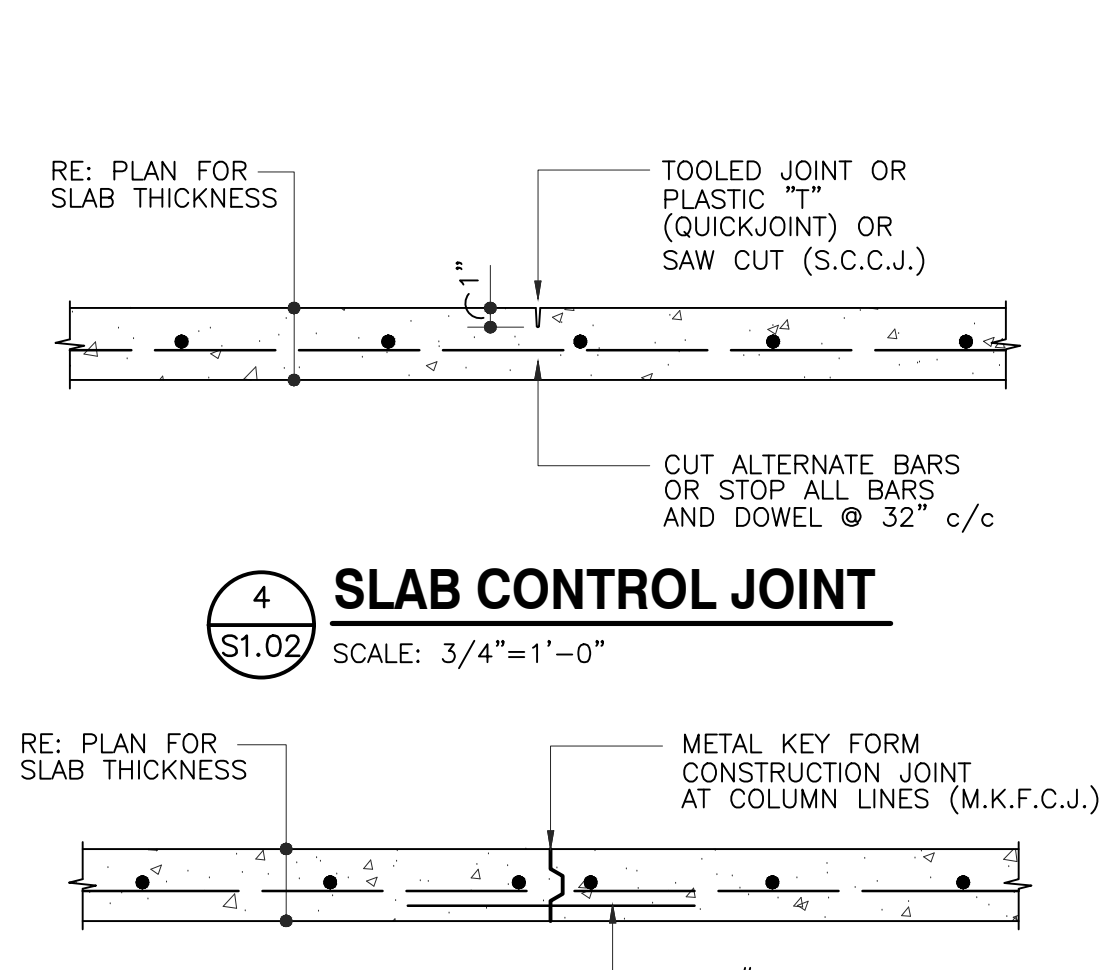 RE: PLAN FOR
SLAB THICKNESS
TOOLED JOINT OR
PLASTIC "T"
(QUICKJOINT) OR
SAW CUT (S.C.C.J.)
1"
CUT ALTERNATE BARS
OR STOP ALL BARS
AND DOWEL @ 32" c/c
4
S1.02
SLAB CONTROL JOINT
SCALE: 3/4"=1'-0"
RE: PLAN FOR
SLAB THICKNESS
METAL KEY FORM
CONSTRUCTION JOINT
AT COLUMN LINES (M.K.F.C.J.)